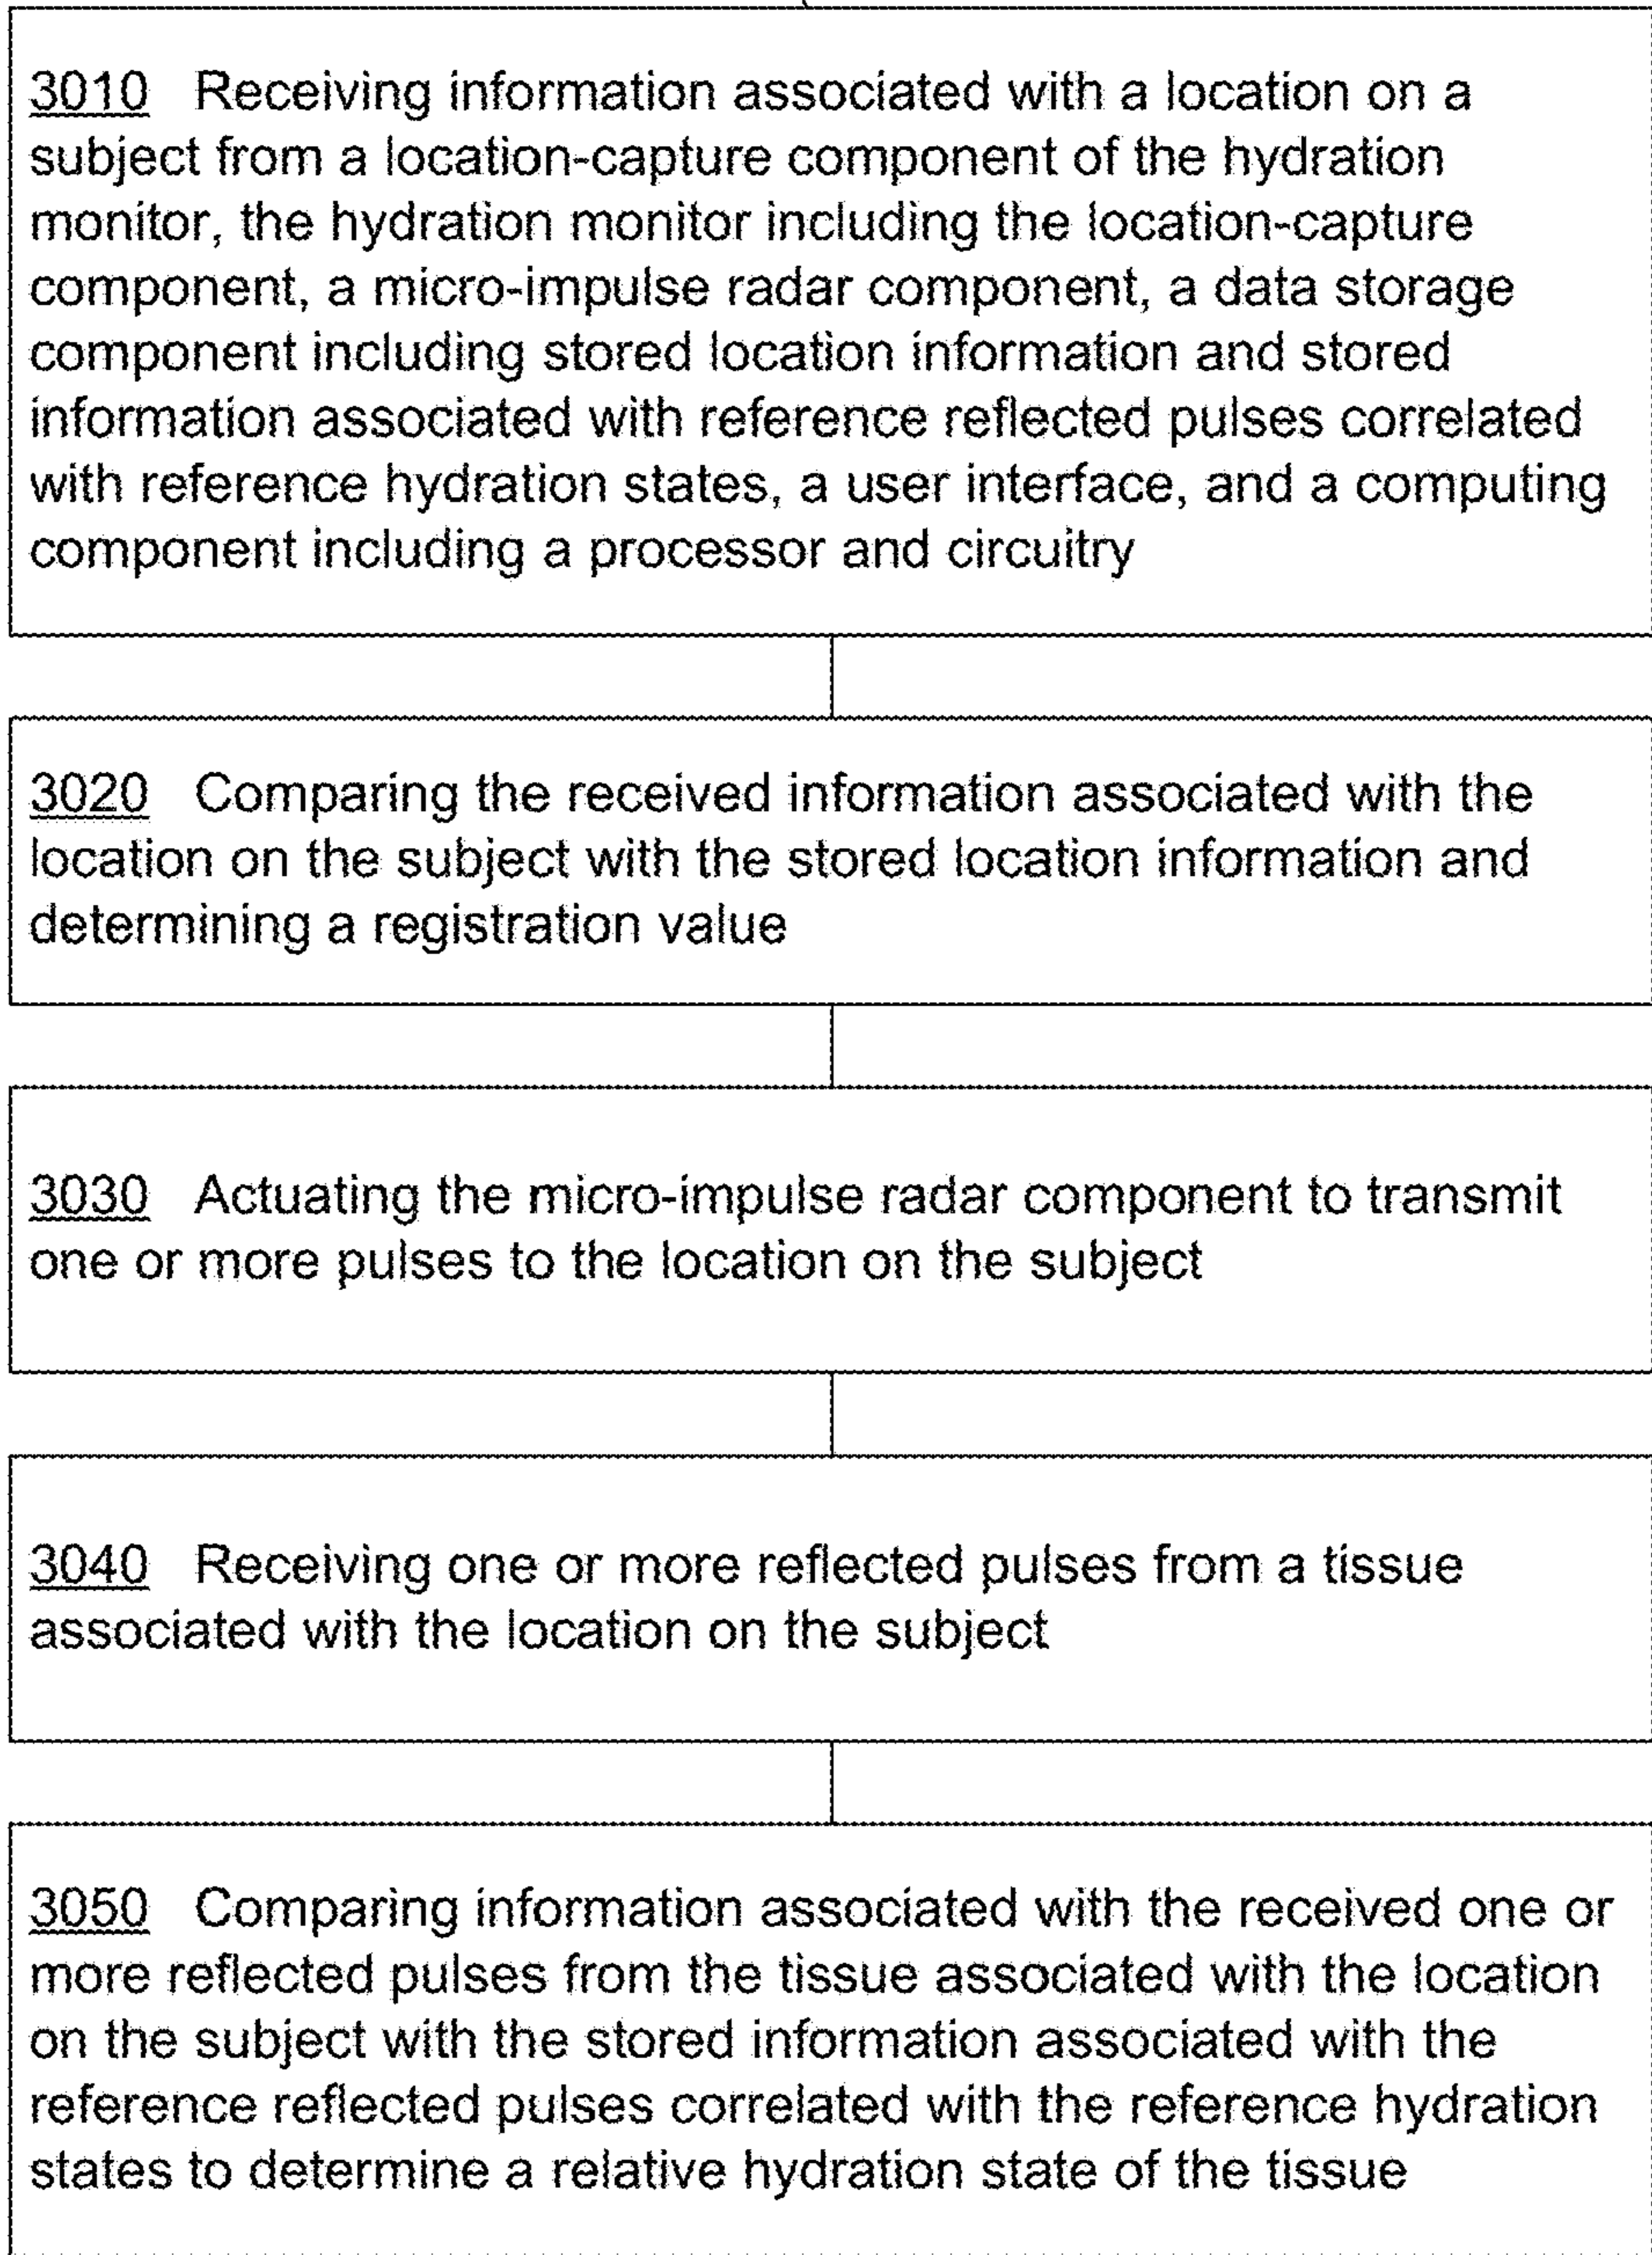 3010 Receiving information associated with a location on a
subject from a location-capture component of the hydration
monitor, the hydration monitor including the location-capture
component, a micro-impulse radar component, a data storage
component including stored location information and stored
information associated with reference reflected pulses correlated
with reference hydration states, a user interface, and a computing
component including a processor and circuitry
3020 Comparing the received information associated with the
location on the subject with the stored location information and
determining a registration value
3030 Actuating the micro-impulse radar component to transmit
one or more pulses to the location on the subject
3040 Receiving one or more reflected pulses from a tissue
associated with the location on the subject
3050 Comparing information associated with the received one or
more reflected pulses from the tissue associated with the location
on the subject with the stored information associated with the
reference reflected pulses correlated with the reference hydration
states to determine a relative hydration state of the tissue